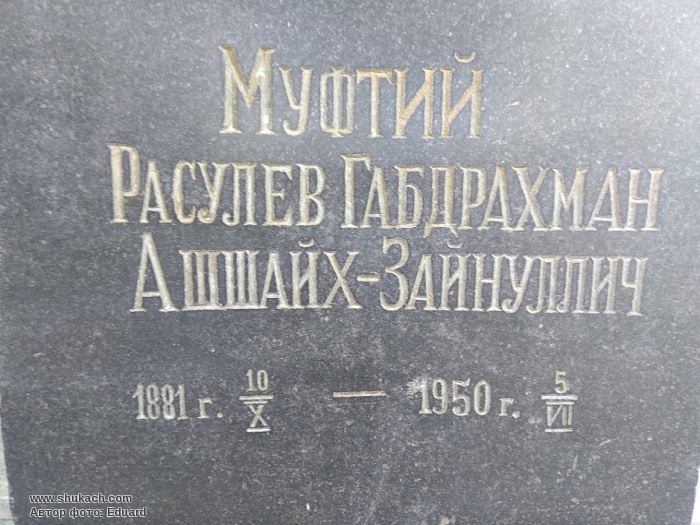 Муфтий
Расулев Габдрахман
Ашшайх-Зайнуллич
1881 г. 10/X — 1950 г. 5/VII
www.shukach.com
Автор фото: Eduard